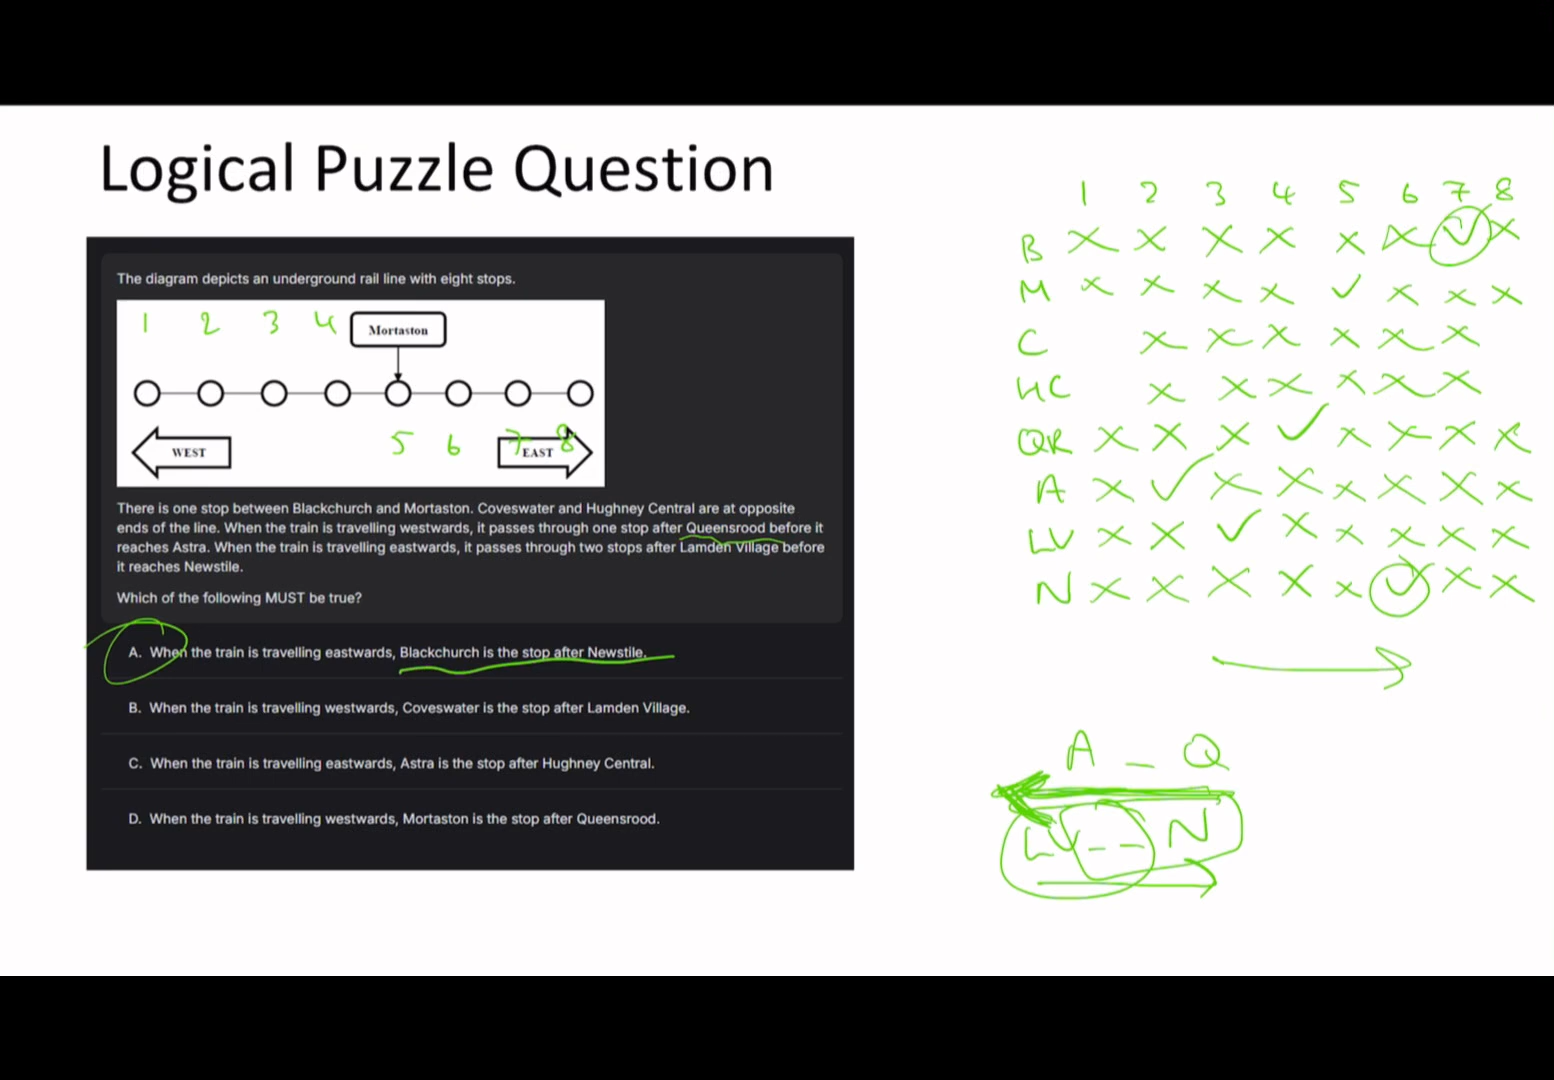 Logical Puzzle Question
The diagram depicts an underground rail line with eight stops.
1 2 3 4 Mortaston
5 6 7 8
WEST EAST
There is one stop between Blackchurch and Mortaston. Coveswater and Hughney Central are at opposite
ends of the line. When the train is travelling westwards, it passes through one stop after Queensrood before it
reaches Astra. When the train is travelling eastwards, it passes through two stops after Lamden Village before
it reaches Newstile.
Which of the following MUST be true?
A. When the train is travelling eastwards, Blackchurch is the stop after Newstile.
B. When the train is travelling westwards, Coveswater is the stop after Lamden Village.
C. When the train is travelling eastwards, Astra is the stop after Hughney Central.
D. When the train is travelling westwards, Mortaston is the stop after Queensrood.
1 2 3 4 5 6 7 8
B X X X X X X ✓ X
M X X X X ✓ X X X
C X X X X X X
HC X X X X X X
QR X X X ✓ X X X X
A X ✓ X X X X X X
LV X X ✓ X X X X X
N X X X X X ✓ X X
A _ Q
LV _ _ N